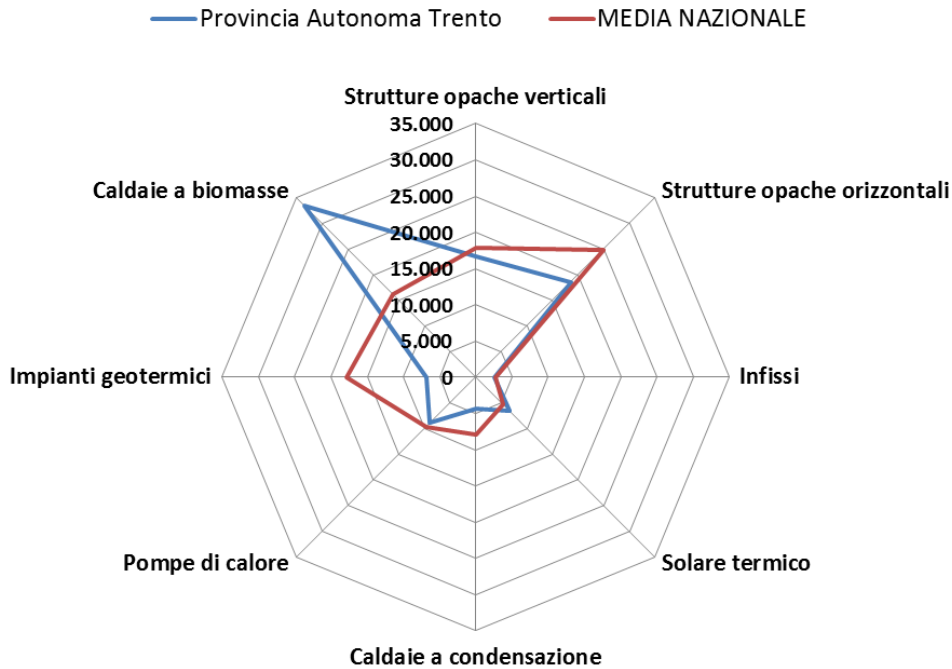 Provincia Autonoma Trento
MEDIA NAZIONALE
Strutture opache verticali
35.000
30.000
25.000
20.000
15.000
10.000
5.000
0
Caldaie a biomasse
Strutture opache orizzontali
Impianti geotermici
Infissi
Pompe di calore
Solare termico
Caldaie a condensazione